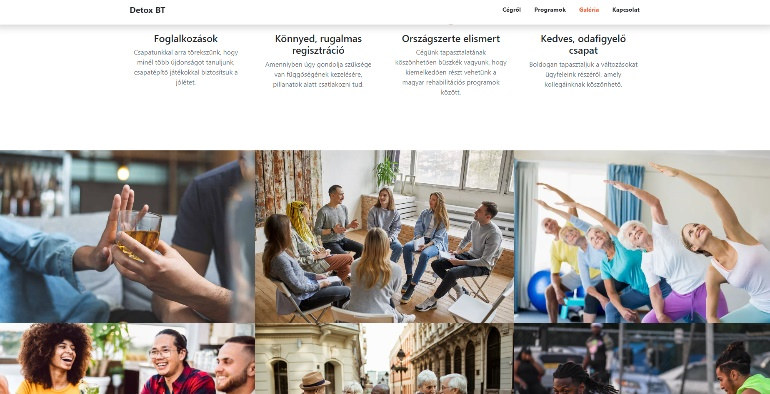 Detox BT
Cégről Programok Galéria Kapcsolat
Foglalkozások
Csapatunkkal arra törekszünk, hogy
minél több újdonságot tanuljunk,
csapatépítő játékokkal biztosítsuk a
jólétet.
Könnyed, rugalmas
regisztráció
Amennyiben úgy gondolja szüksége
van függőségének kezelésére,
pillanatok alatt csatlakozni tud.
Országszerte elismert
Cégünk tapasztalatának
köszönhetően büszkék vagyunk, hogy
kiemelkedően részt vehetünk a
magyar rehabilitációs programok
között.
Kedves, odafigyelő
csapat
Boldogan tapasztaljuk a változásokat
ügyfeleink részéről, amely
kollegáinknak köszönhető.